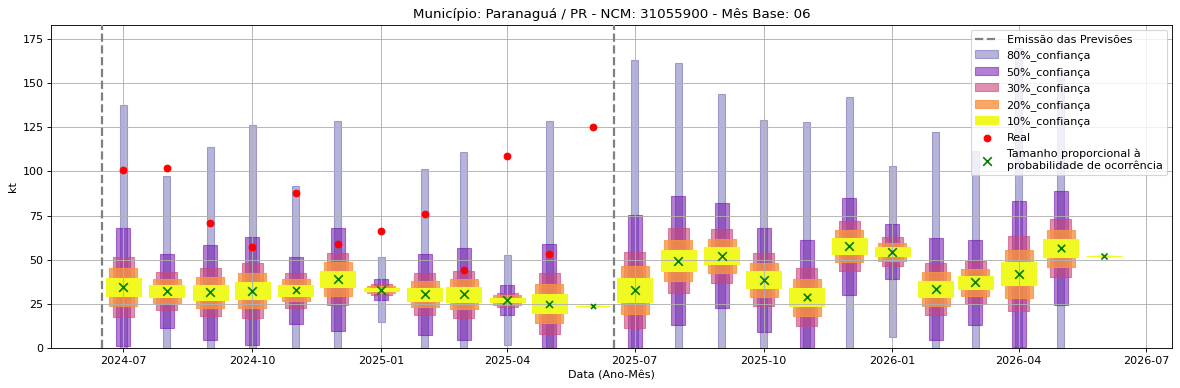 Município: Paranaguá / PR - NCM: 31055900 - Mês Base: 06
kt
175
150
125
100
75
50
25
0
2024-07
2024-10
2025-01
2025-04
2025-07
2025-10
2026-01
2026-04
2026-07
Data (Ano-Mês)
Emissão das Previsões
80%_confiança
50%_confiança
30%_confiança
20%_confiança
10%_confiança
Real
Tamanho proporcional à
probabilidade de ocorrência